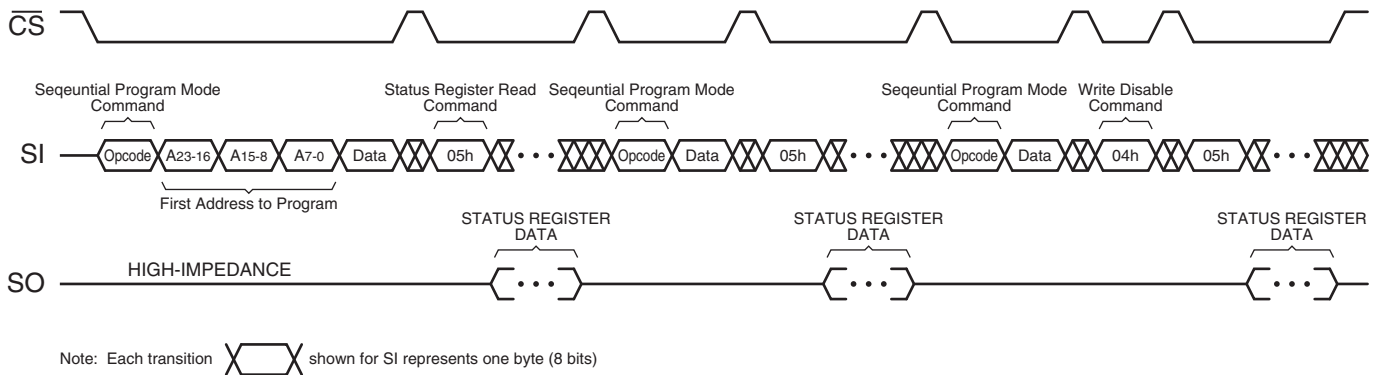 CS
Seqeuntial Program Mode
Command
Status Register Read
Command
Seqeuntial Program Mode
Command
Seqeuntial Program Mode
Command
Write Disable
Command
SI
Opcode A23-16 A15-8 A7-0 Data 05h Opcode Data 05h Opcode Data 04h 05h
First Address to Program
STATUS REGISTER
DATA
STATUS REGISTER
DATA
STATUS REGISTER
DATA
SO
HIGH-IMPEDANCE
Note: Each transition shown for SI represents one byte (8 bits)